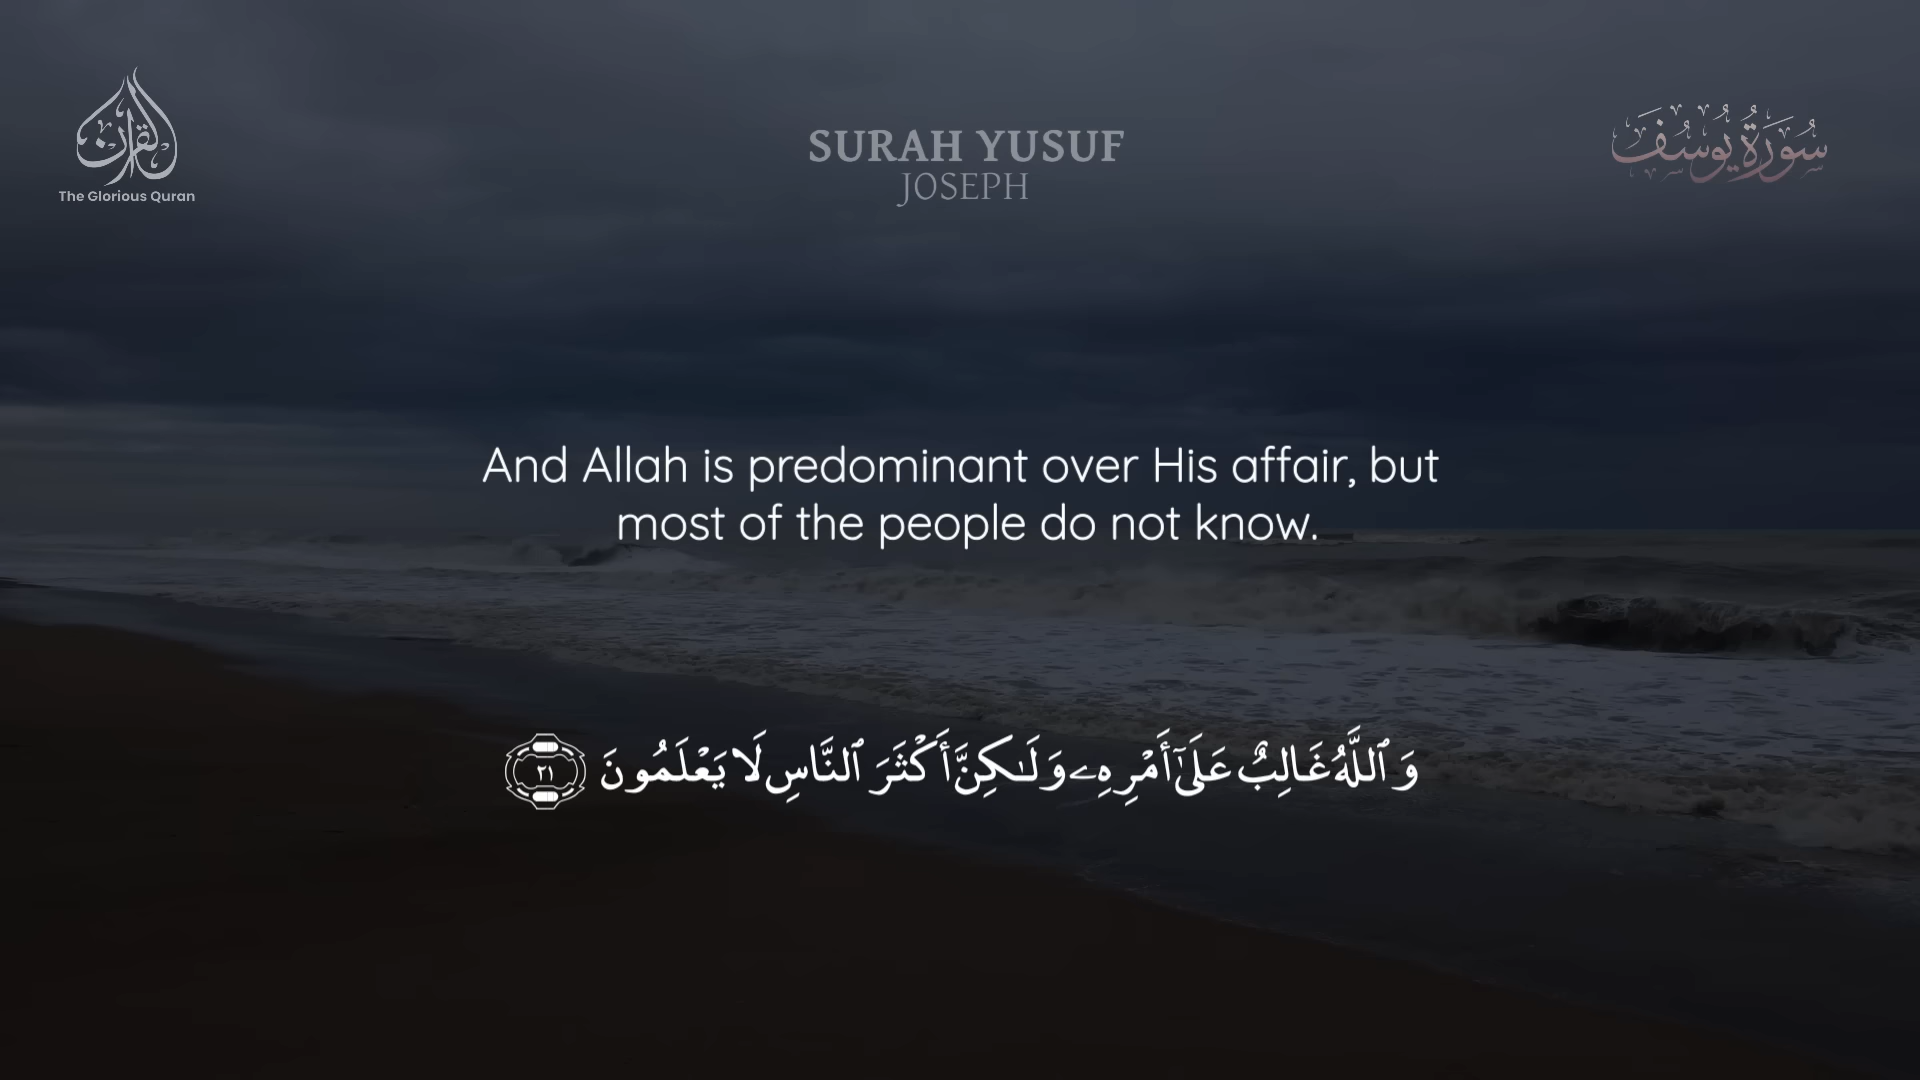 القرآن
The Glorious Quran
SURAH YUSUF
JOSEPH
سُورَةُ يُوسُفَ
And Allah is predominant over His affair, but
most of the people do not know.
وَٱللَّهُ غَالِبٌ عَلَىٰٓ أَمْرِهِۦ وَلَـٰكِنَّ أَكْثَرَ ٱلنَّاسِ لَا يَعْلَمُونَ ٢١